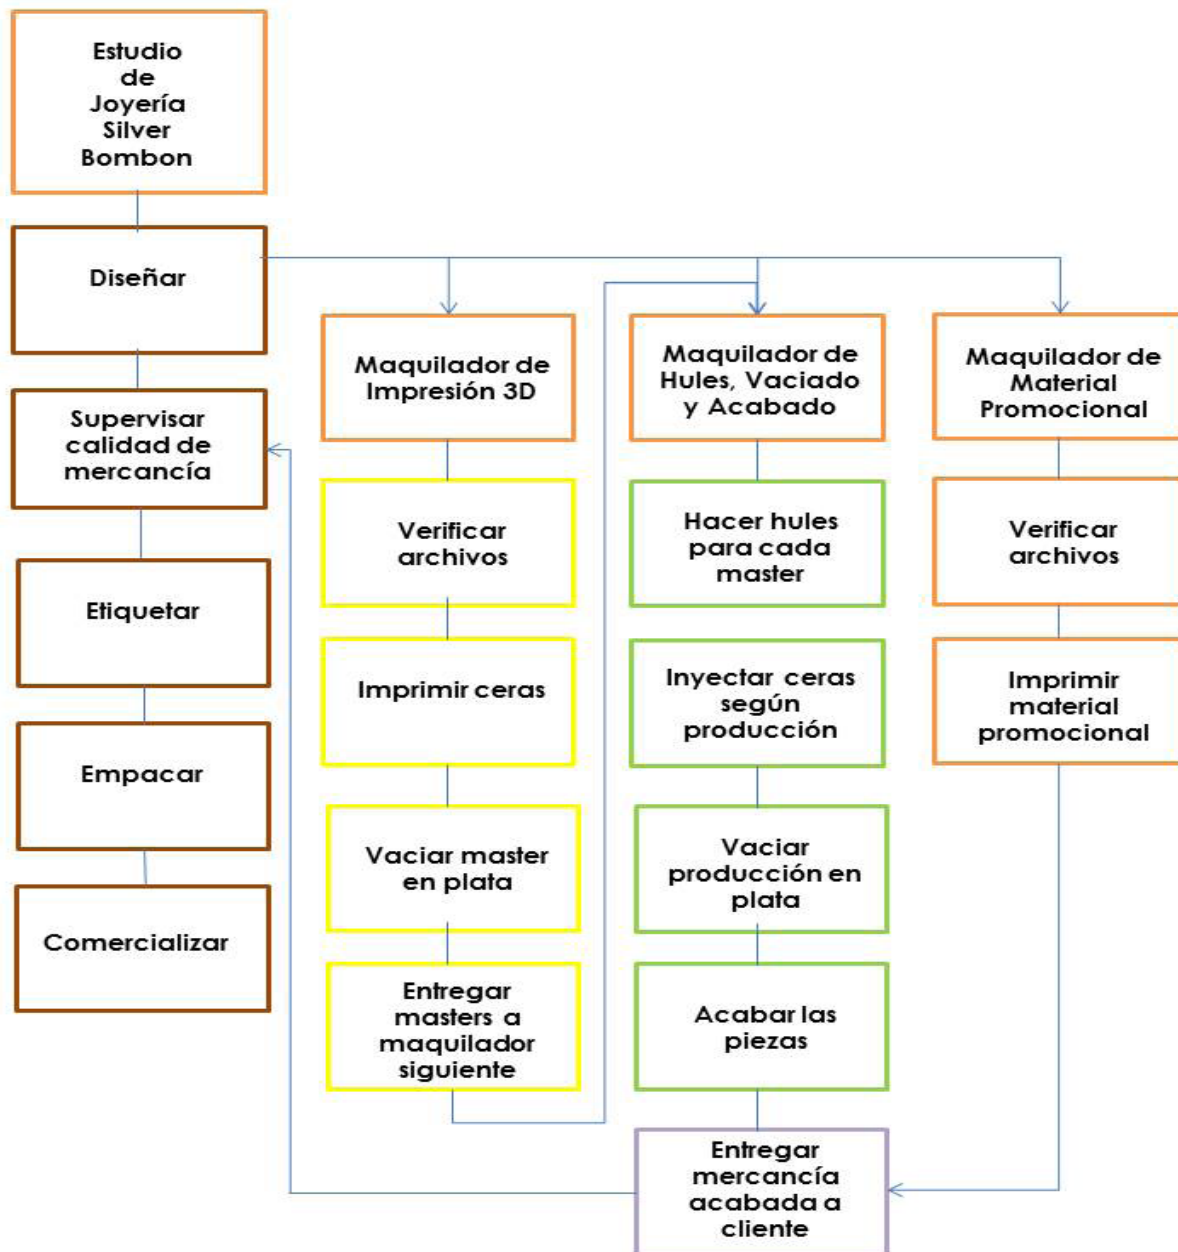 Estudio
de
Joyería
Silver
Bombon
Diseñar
Supervisar
calidad de
mercancía
Etiquetar
Empacar
Comercializar
Maquilador de
Impresión 3D
Verificar
archivos
Imprimir ceras
Vaciar master
en plata
Entregar
masters a
maquilador
siguiente
Maquilador de
Hules, Vaciado
y Acabado
Hacer hules
para cada
master
Inyectar ceras
según
producción
Vaciar
producción en
plata
Acabar las
piezas
Entregar
mercancía
acabada a
cliente
Maquilador de
Material
Promocional
Verificar
archivos
Imprimir
material
promocional